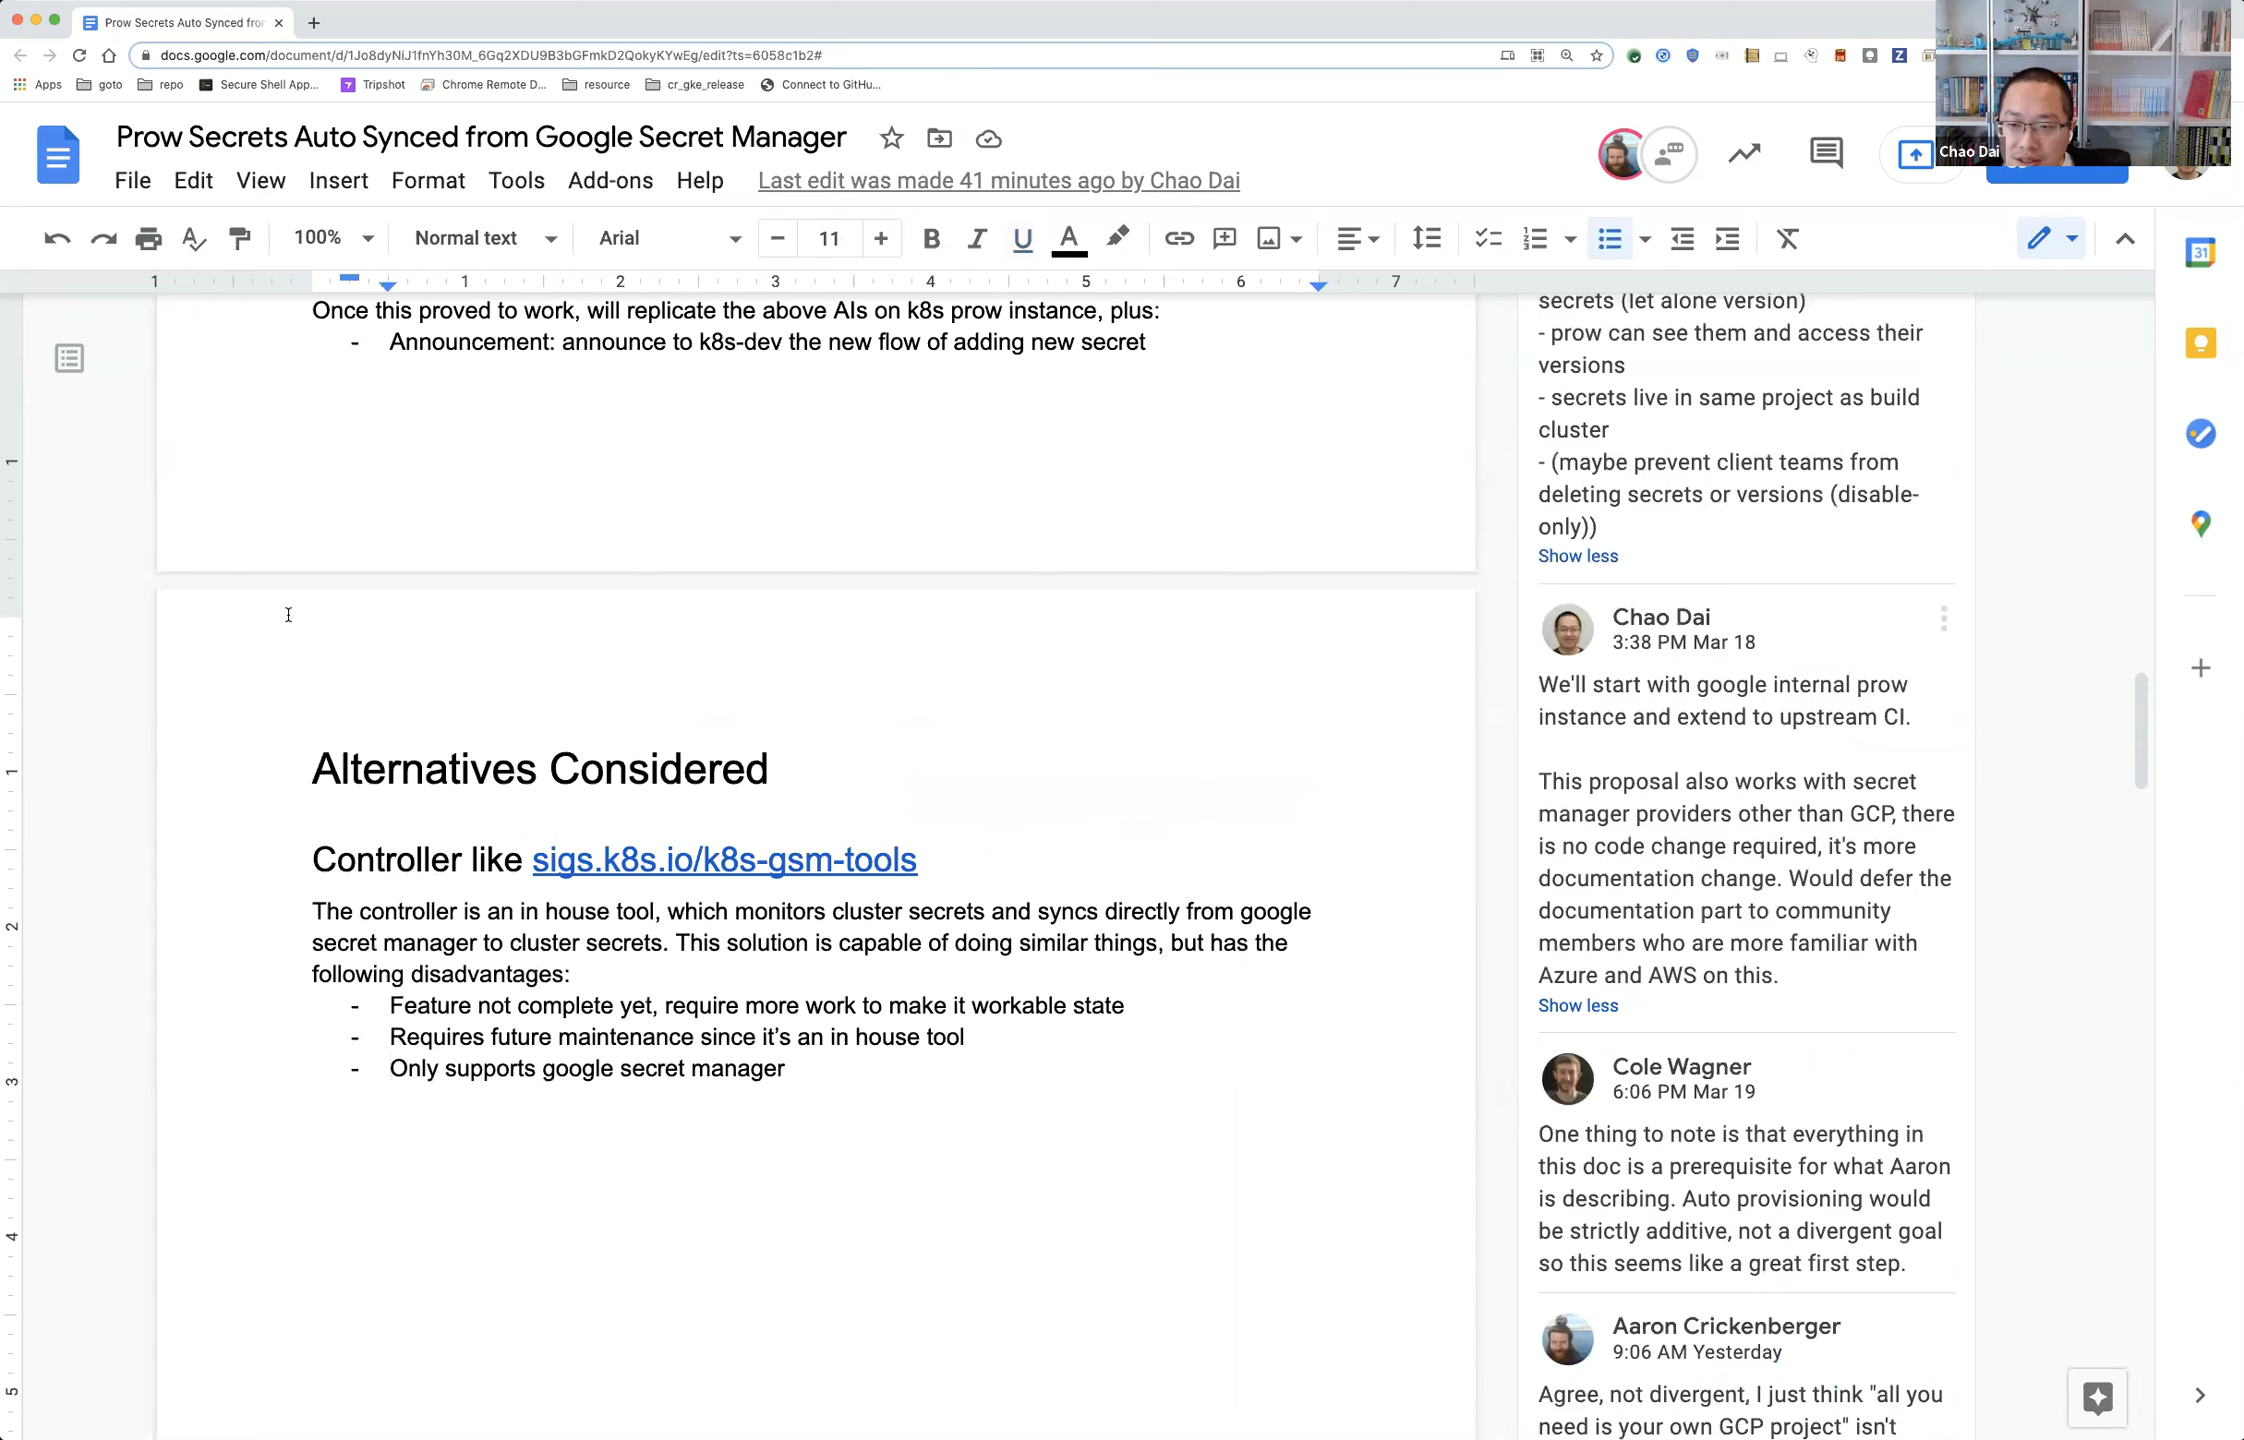 Prow Secrets Auto Synced from
docs.google.com/document/d/1Jo8dyNiJ1fnYh30M_6Gq2XDU9B3bGFmkD2QokyKYwEg/edit?ts=6058c1b2#
Apps goto repo Secure Shell App... Tripshot Chrome Remote D... resource cr_gke_release Connect to GitHu...
Prow Secrets Auto Synced from Google Secret Manager
Chao Dai
File Edit View Insert Format Tools Add-ons Help Last edit was made 41 minutes ago by Chao Dai
100% Normal text Arial 11
1 1 2 3 4 5 6 7
31
Once this proved to work, will replicate the above AIs on k8s prow instance, plus:
- Announcement: announce to k8s-dev the new flow of adding new secret
Alternatives Considered
Controller like sigs.k8s.io/k8s-gsm-tools
The controller is an in house tool, which monitors cluster secrets and syncs directly from google
secret manager to cluster secrets. This solution is capable of doing similar things, but has the
following disadvantages:
- Feature not complete yet, require more work to make it workable state
- Requires future maintenance since it's an in house tool
- Only supports google secret manager
1
1
2
3
4
5
secrets (let alone version)
- prow can see them and access their
versions
- secrets live in same project as build
cluster
- (maybe prevent client teams from
deleting secrets or versions (disable-
only))
Show less
Chao Dai
3:38 PM Mar 18
We'll start with google internal prow
instance and extend to upstream CI.
This proposal also works with secret
manager providers other than GCP, there
is no code change required, it's more
documentation change. Would defer the
documentation part to community
members who are more familiar with
Azure and AWS on this.
Show less
Cole Wagner
6:06 PM Mar 19
One thing to note is that everything in
this doc is a prerequisite for what Aaron
is describing. Auto provisioning would
be strictly additive, not a divergent goal
so this seems like a great first step.
Aaron Crickenberger
9:06 AM Yesterday
Agree, not divergent, I just think "all you
need is your own GCP project" isn't